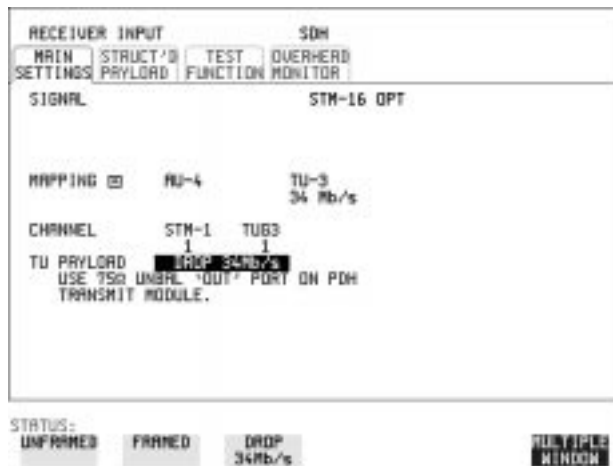 RECEIVER INPUT SDH
MAIN SETTINGS STRUCT'D PAYLOAD TEST FUNCTION OVERHEAD MONITOR
SIGNAL STM-16 OPT
MAPPING AU-4 TU-3
34 Mb/s
CHANNEL STM-1 TUG3
1 1
TU PAYLOAD DROP 34Mb/s
USE 75Ω UNBAL 'OUT' PORT ON PDH
TRANSMIT MODULE.
STATUS:
UNFRAMED FRAMED DROP 34Mb/s MULTIPLE WINDOW